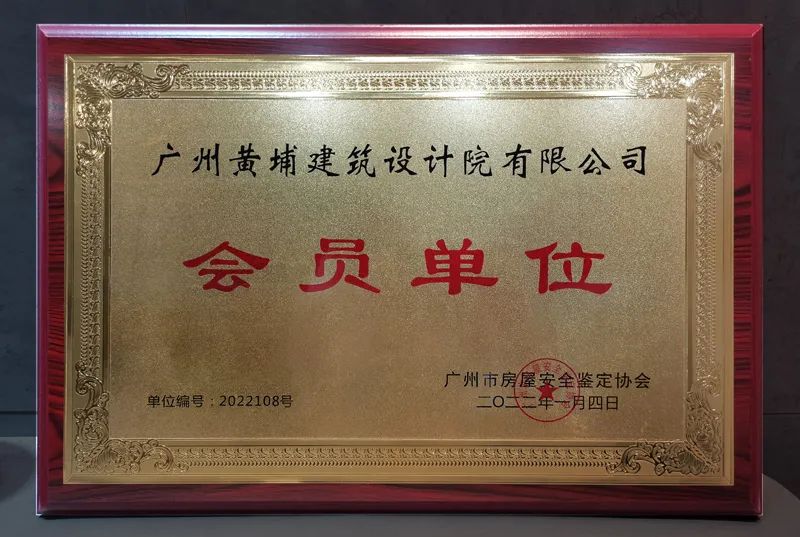 广州黄埔建筑设计院有限公司
会员单位
广州市房屋安全鉴定协会
单位编号：2022108号
二〇二二年一月四日